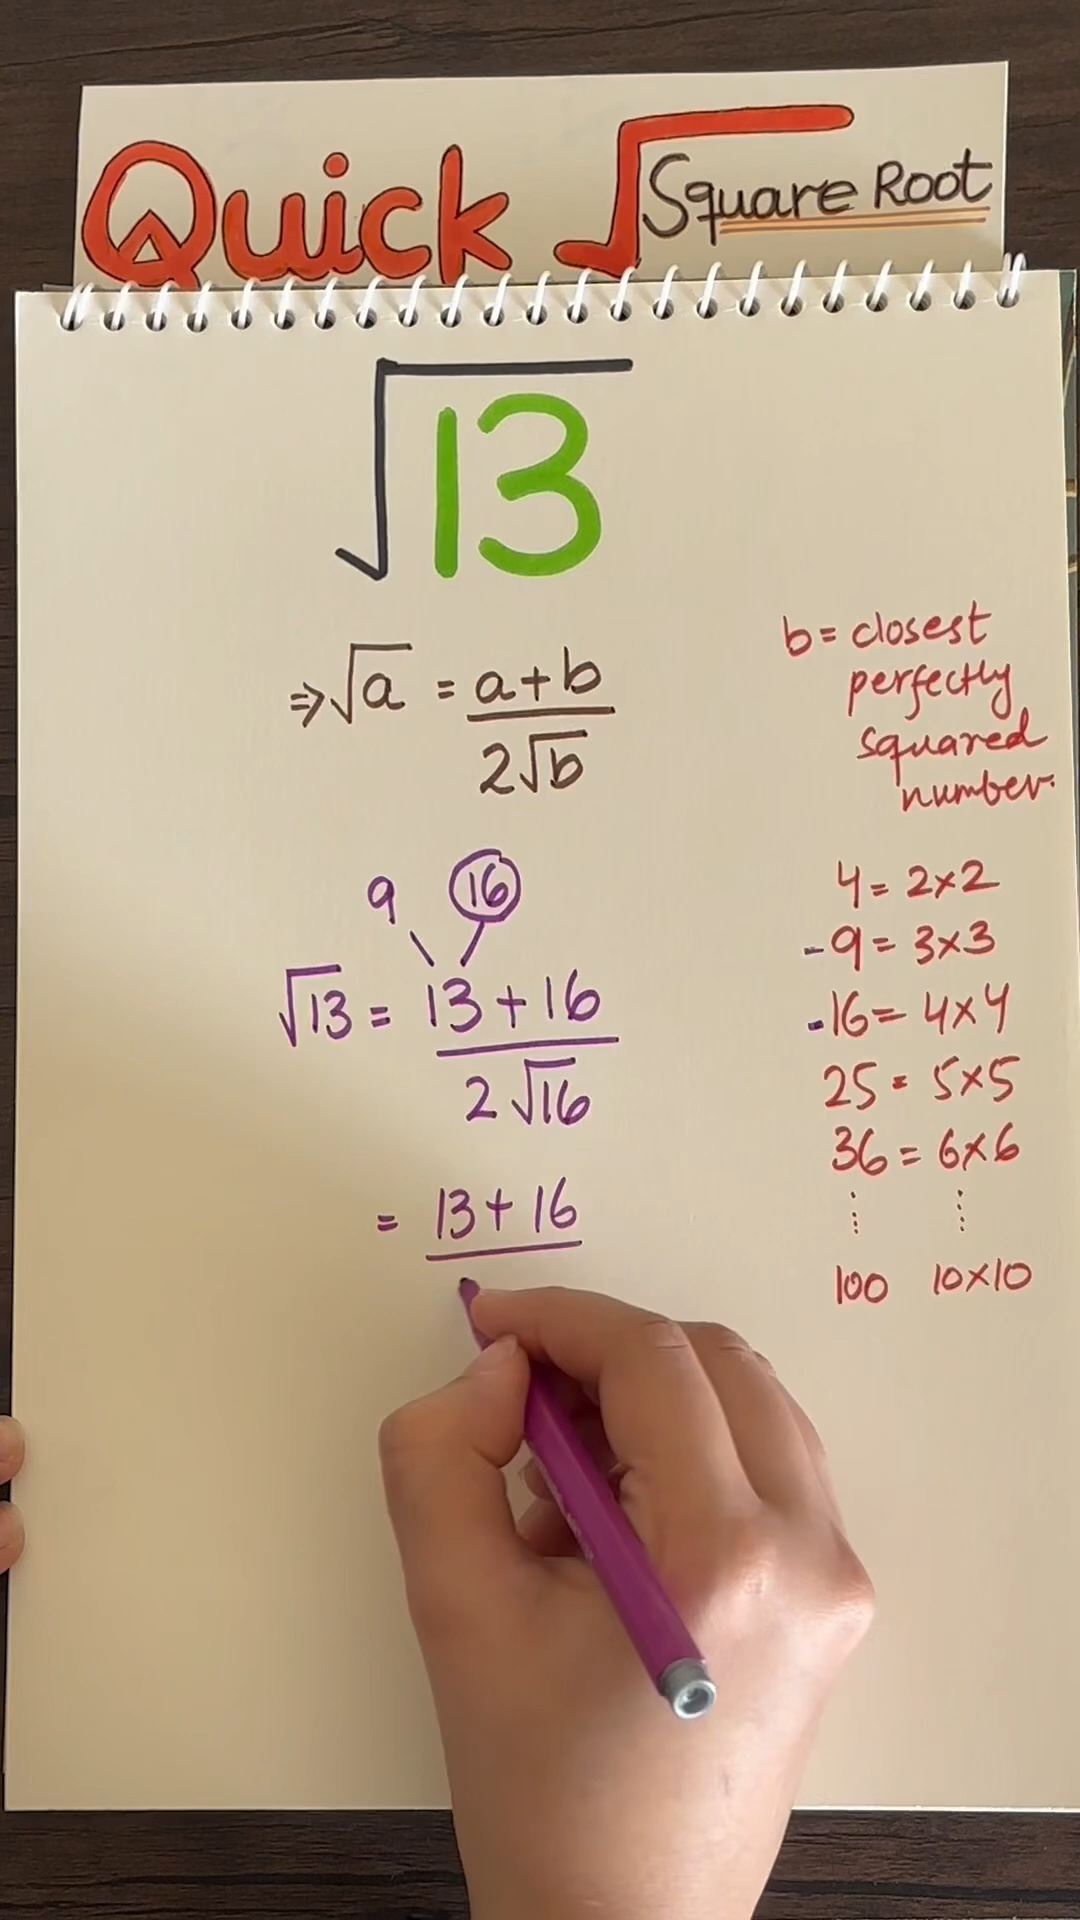 Quick √Square Root
√13
⇒√a = a+b
2√b
b = closest
perfectly
squared
number.
9 16
√13 = 13 + 16
2√16
= 13 + 16
4 = 2×2
-9 = 3×3
-16 = 4×4
25 = 5×5
36 = 6×6
⋮ ⋮
100 10×10